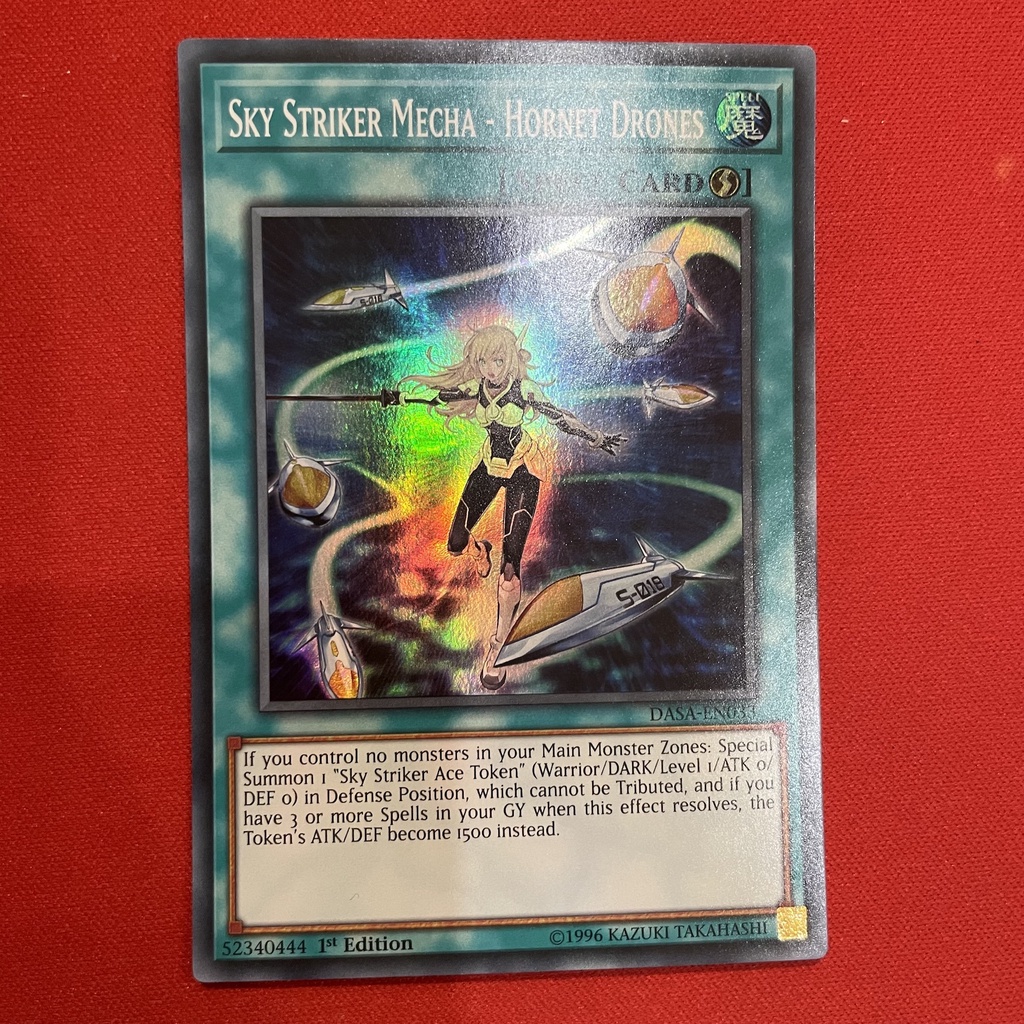 SKY STRIKER MECHA - HORNET DRONES
SPELL
魔
CARD
S-018
S-018
DASA-EN033
If you control no monsters in your Main Monster Zones: Special
Summon 1 "Sky Striker Ace Token" (Warrior/DARK/Level 1/ATK 0/
DEF 0) in Defense Position, which cannot be Tributed, and if you
have 3 or more Spells in your GY when this effect resolves, the
Token's ATK/DEF become 1500 instead.
52340444 1st Edition
©1996 KAZUKI TAKAHASHI